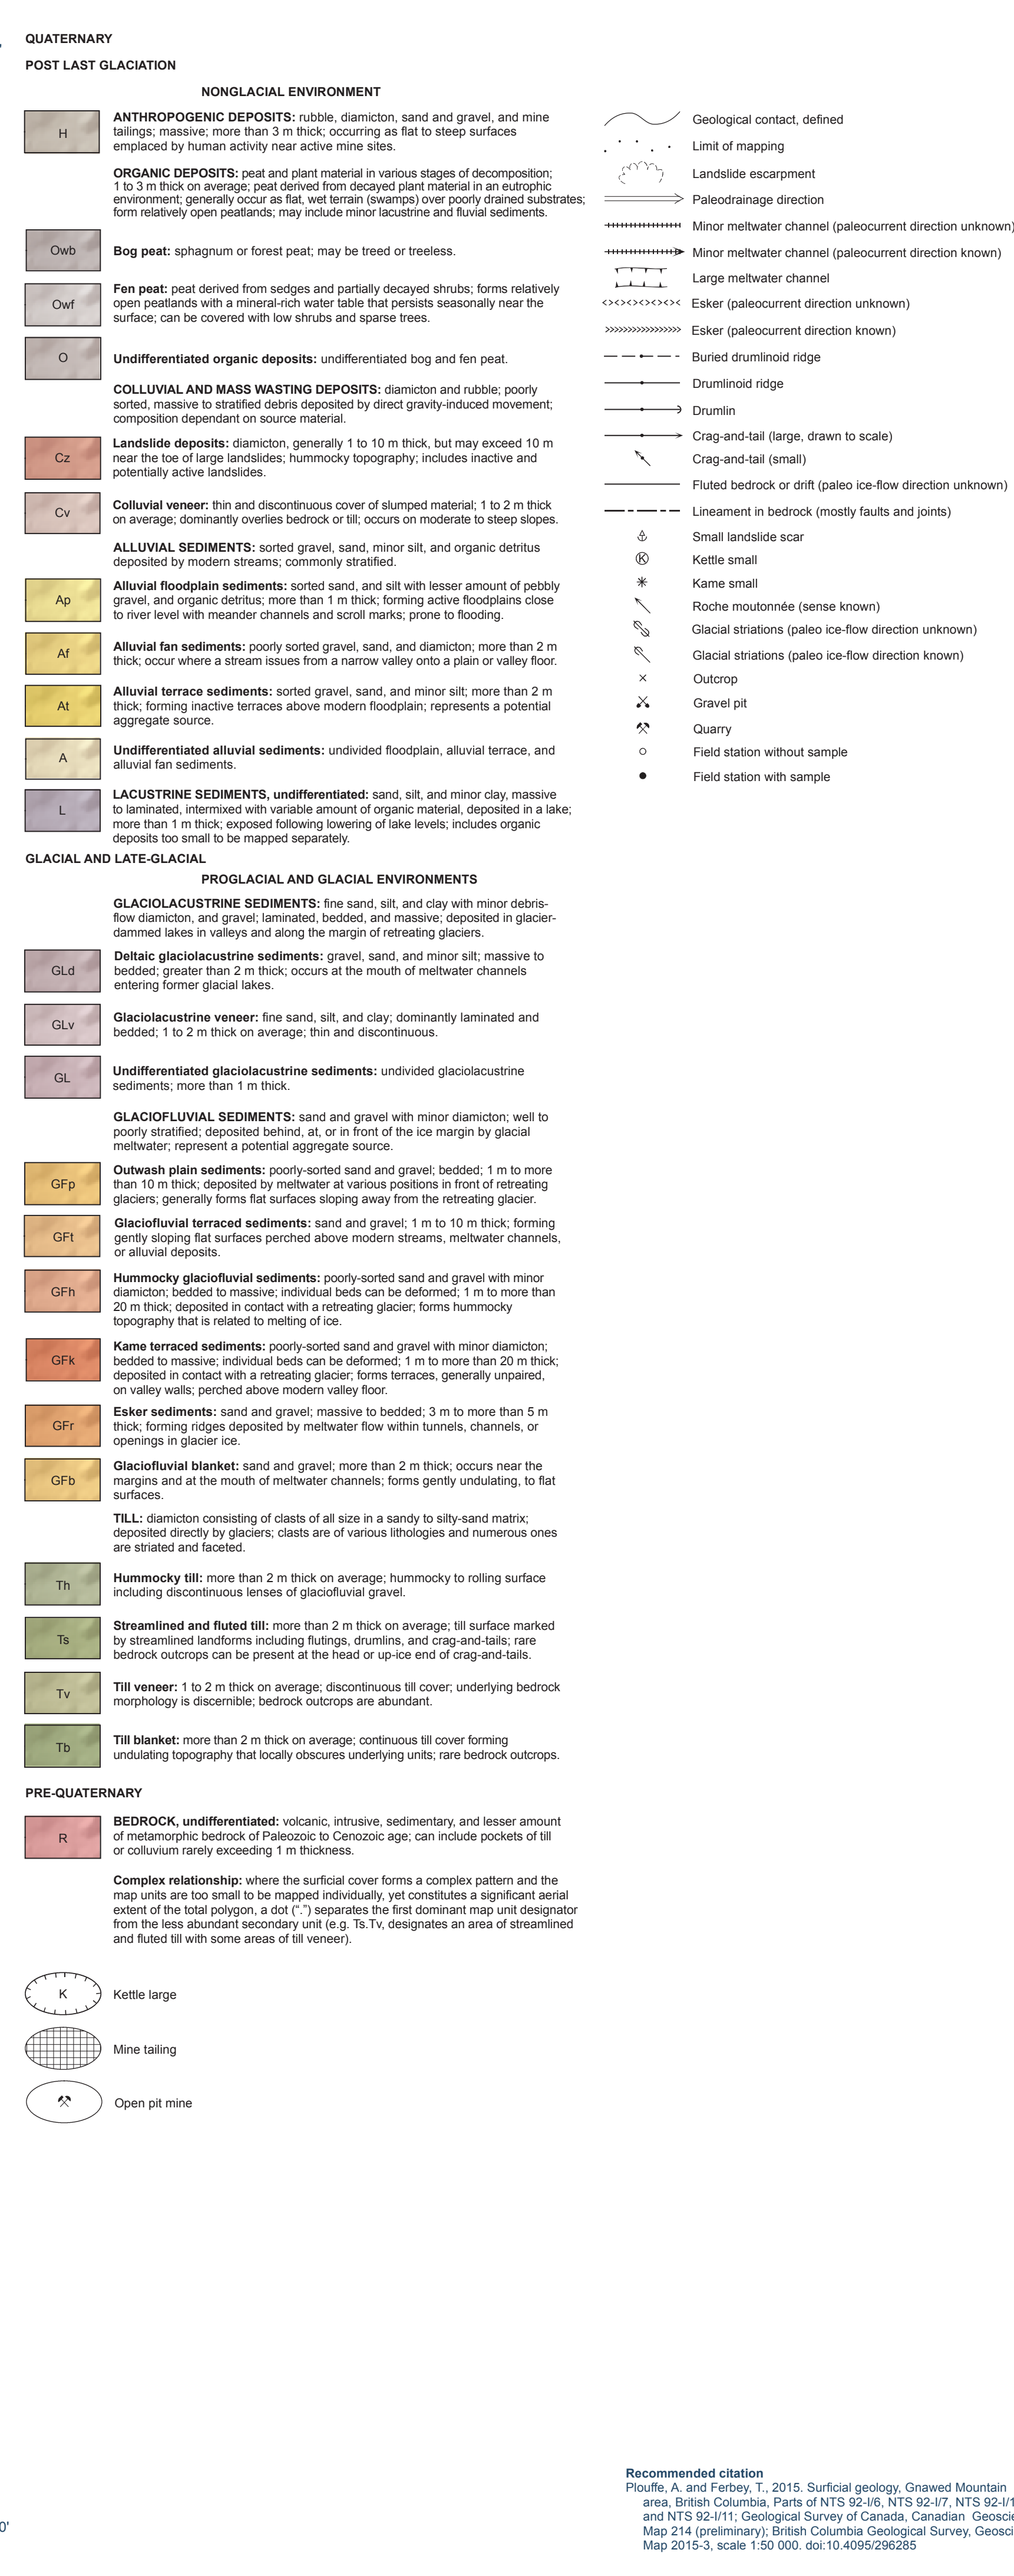 QUATERNARY
POST LAST GLACIATION
NONGLACIAL ENVIRONMENT
H
ANTHROPOGENIC DEPOSITS: rubble, diamicton, sand and gravel, and mine
tailings; massive; more than 3 m thick; occurring as flat to steep surfaces
emplaced by human activity near active mine sites.
ORGANIC DEPOSITS: peat and plant material in various stages of decomposition;
1 to 3 m thick on average; peat derived from decayed plant material in an eutrophic
environment; generally occur as flat, wet terrain (swamps) over poorly drained substrates;
form relatively open peatlands; may include minor lacustrine and fluvial sediments.
Owb
Bog peat: sphagnum or forest peat; may be treed or treeless.
Owf
Fen peat: peat derived from sedges and partially decayed shrubs; forms relatively
open peatlands with a mineral-rich water table that persists seasonally near the
surface; can be covered with low shrubs and sparse trees.
O
Undifferentiated organic deposits: undifferentiated bog and fen peat.
COLLUVIAL AND MASS WASTING DEPOSITS: diamicton and rubble; poorly
sorted, massive to stratified debris deposited by direct gravity-induced movement;
composition dependant on source material.
Cz
Landslide deposits: diamicton, generally 1 to 10 m thick, but may exceed 10 m
near the toe of large landslides; hummocky topography; includes inactive and
potentially active landslides.
Cv
Colluvial veneer: thin and discontinuous cover of slumped material; 1 to 2 m thick
on average; dominantly overlies bedrock or till; occurs on moderate to steep slopes.
ALLUVIAL SEDIMENTS: sorted gravel, sand, minor silt, and organic detritus
deposited by modern streams; commonly stratified.
Ap
Alluvial floodplain sediments: sorted sand, and silt with lesser amount of pebbly
gravel, and organic detritus; more than 1 m thick; forming active floodplains close
to river level with meander channels and scroll marks; prone to flooding.
Af
Alluvial fan sediments: poorly sorted gravel, sand, and diamicton; more than 2 m
thick; occur where a stream issues from a narrow valley onto a plain or valley floor.
At
Alluvial terrace sediments: sorted gravel, sand, and minor silt; more than 2 m
thick; forming inactive terraces above modern floodplain; represents a potential
aggregate source.
A
Undifferentiated alluvial sediments: undivided floodplain, alluvial terrace, and
alluvial fan sediments.
L
LACUSTRINE SEDIMENTS, undifferentiated: sand, silt, and minor clay, massive
to laminated, intermixed with variable amount of organic material, deposited in a lake;
more than 1 m thick; exposed following lowering of lake levels; includes organic
deposits too small to be mapped separately.
GLACIAL AND LATE-GLACIAL
PROGLACIAL AND GLACIAL ENVIRONMENTS
GLACIOLACUSTRINE SEDIMENTS: fine sand, silt, and clay with minor debris-
flow diamicton, and gravel; laminated, bedded, and massive; deposited in glacier-
dammed lakes in valleys and along the margin of retreating glaciers.
GLd
Deltaic glaciolacustrine sediments: gravel, sand, and minor silt; massive to
bedded; greater than 2 m thick; occurs at the mouth of meltwater channels
entering former glacial lakes.
GLv
Glaciolacustrine veneer: fine sand, silt, and clay; dominantly laminated and
bedded; 1 to 2 m thick on average; thin and discontinuous.
GL
Undifferentiated glaciolacustrine sediments: undivided glaciolacustrine
sediments; more than 1 m thick.
GLACIOFLUVIAL SEDIMENTS: sand and gravel with minor diamicton; well to
poorly stratified; deposited behind, at, or in front of the ice margin by glacial
meltwater; represent a potential aggregate source.
GFp
Outwash plain sediments: poorly-sorted sand and gravel; bedded; 1 m to more
than 10 m thick; deposited by meltwater at various positions in front of retreating
glaciers; generally forms flat surfaces sloping away from the retreating glacier.
GFt
Glaciofluvial terraced sediments: sand and gravel; 1 m to 10 m thick; forming
gently sloping flat surfaces perched above modern streams, meltwater channels,
or alluvial deposits.
GFh
Hummocky glaciofluvial sediments: poorly-sorted sand and gravel with minor
diamicton; bedded to massive; individual beds can be deformed; 1 m to more than
20 m thick; deposited in contact with a retreating glacier; forms hummocky
topography that is related to melting of ice.
GFk
Kame terraced sediments: poorly-sorted sand and gravel with minor diamicton;
bedded to massive; individual beds can be deformed; 1 m to more than 20 m thick;
deposited in contact with a retreating glacier; forms terraces, generally unpaired,
on valley walls; perched above modern valley floor.
GFr
Esker sediments: sand and gravel; massive to bedded; 3 m to more than 5 m
thick; forming ridges deposited by meltwater flow within tunnels, channels, or
openings in glacier ice.
GFb
Glaciofluvial blanket: sand and gravel; more than 2 m thick; occurs near the
margins and at the mouth of meltwater channels; forms gently undulating, to flat
surfaces.
TILL: diamicton consisting of clasts of all size in a sandy to silty-sand matrix;
deposited directly by glaciers; clasts are of various lithologies and numerous ones
are striated and faceted.
Th
Hummocky till: more than 2 m thick on average; hummocky to rolling surface
including discontinuous lenses of glaciofluvial gravel.
Ts
Streamlined and fluted till: more than 2 m thick on average; till surface marked
by streamlined landforms including flutings, drumlins, and crag-and-tails; rare
bedrock outcrops can be present at the head or up-ice end of crag-and-tails.
Tv
Till veneer: 1 to 2 m thick on average; discontinuous till cover; underlying bedrock
morphology is discernible; bedrock outcrops are abundant.
Tb
Till blanket: more than 2 m thick on average; continuous till cover forming
undulating topography that locally obscures underlying units; rare bedrock outcrops.
PRE-QUATERNARY
R
BEDROCK, undifferentiated: volcanic, intrusive, sedimentary, and lesser amount
of metamorphic bedrock of Paleozoic to Cenozoic age; can include pockets of till
or colluvium rarely exceeding 1 m thickness.
Complex relationship: where the surficial cover forms a complex pattern and the
map units are too small to be mapped individually, yet constitutes a significant aerial
extent of the total polygon, a dot (“.”) separates the first dominant map unit designator
from the less abundant secondary unit (e.g. Ts.Tv, designates an area of streamlined
and fluted till with some areas of till veneer).
K
Kettle large
Mine tailing
Open pit mine
Geological contact, defined
Limit of mapping
Landslide escarpment
Paleodrainage direction
Minor meltwater channel (paleocurrent direction unknown)
Minor meltwater channel (paleocurrent direction known)
Large meltwater channel
Esker (paleocurrent direction unknown)
Esker (paleocurrent direction known)
Buried drumlinoid ridge
Drumlinoid ridge
Drumlin
Crag-and-tail (large, drawn to scale)
Crag-and-tail (small)
Fluted bedrock or drift (paleo ice-flow direction unknown)
Lineament in bedrock (mostly faults and joints)
Small landslide scar
K
Kettle small
Kame small
Roche moutonnée (sense known)
Glacial striations (paleo ice-flow direction unknown)
Glacial striations (paleo ice-flow direction known)
Outcrop
Gravel pit
Quarry
Field station without sample
Field station with sample
0'
Recommended citation
Plouffe, A. and Ferbey, T., 2015. Surficial geology, Gnawed Mountain
area, British Columbia, Parts of NTS 92-I/6, NTS 92-I/7, NTS 92-I/1
and NTS 92-I/11; Geological Survey of Canada, Canadian Geoscie
Map 214 (preliminary); British Columbia Geological Survey, Geosci
Map 2015-3, scale 1:50 000. doi:10.4095/296285